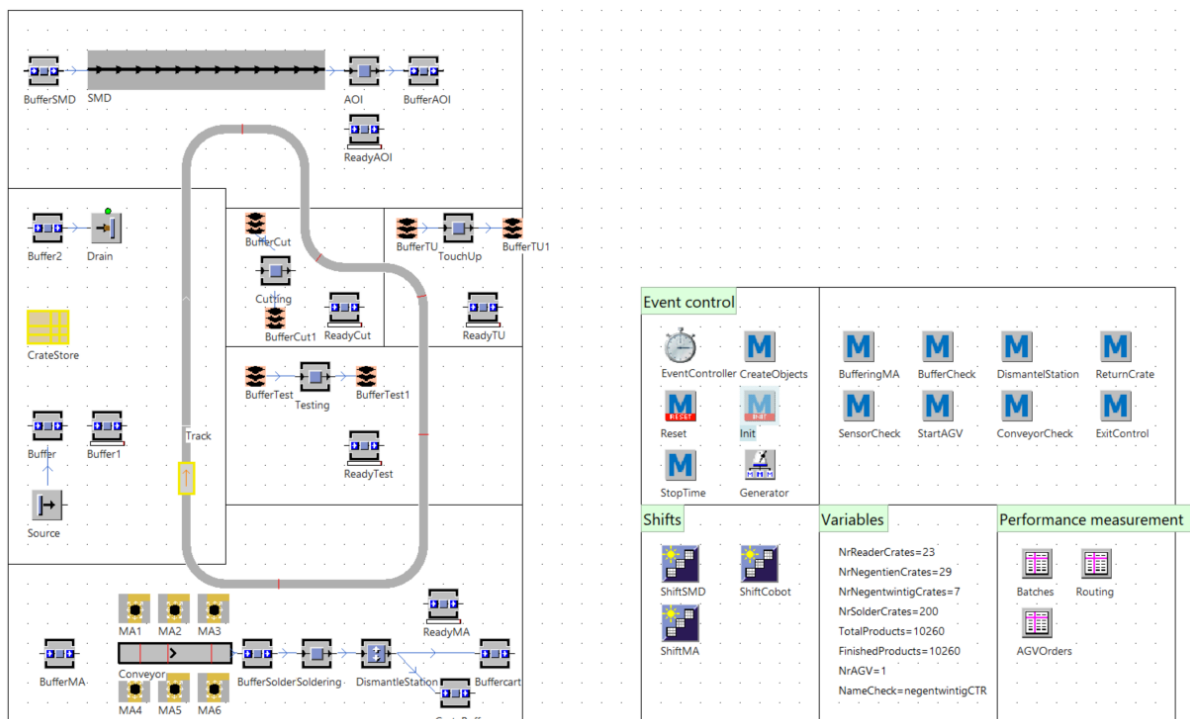 BufferSMD
SMD
AOI
BufferAOI
ReadyAOI
Buffer2
Drain
BufferCut
BufferTU
TouchUp
BufferTU1
Cutting
BufferCut1
ReadyCut
ReadyTU
CrateStore
BufferTest
Testing
BufferTest1
Track
ReadyTest
Buffer
Buffer1
Source
MA1
MA2
MA3
ReadyMA
BufferMA
Conveyor
BufferSolder
Soldering
DismantleStation
Buffercart
MA4
MA5
MA6
Event control
EventController
CreateObjects
BufferingMA
BufferCheck
DismantelStation
ReturnCrate
RESET
Reset
INIT
Init
SensorCheck
StartAGV
ConveyorCheck
ExitControl
StopTime
Generator
Shifts
ShiftSMD
ShiftCobot
ShiftMA
Variables
NrReaderCrates=23
NrNegentienCrates=29
NrNegentwintigCrates=7
NrSolderCrates=200
TotalProducts=10260
FinishedProducts=10260
NrAGV=1
NameCheck=negentwintigCTR
Performance measurement
Batches
Routing
AGVOrders